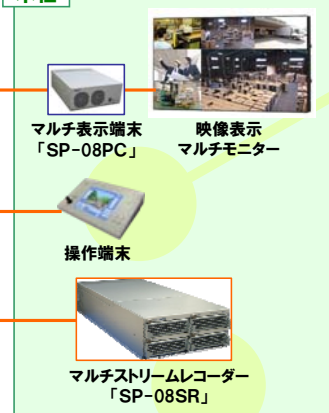 マルチ表示端末
「SP-08PC」
映像表示
マルチモニター
操作端末
マルチストリームレコーダー
「SP-08SR」